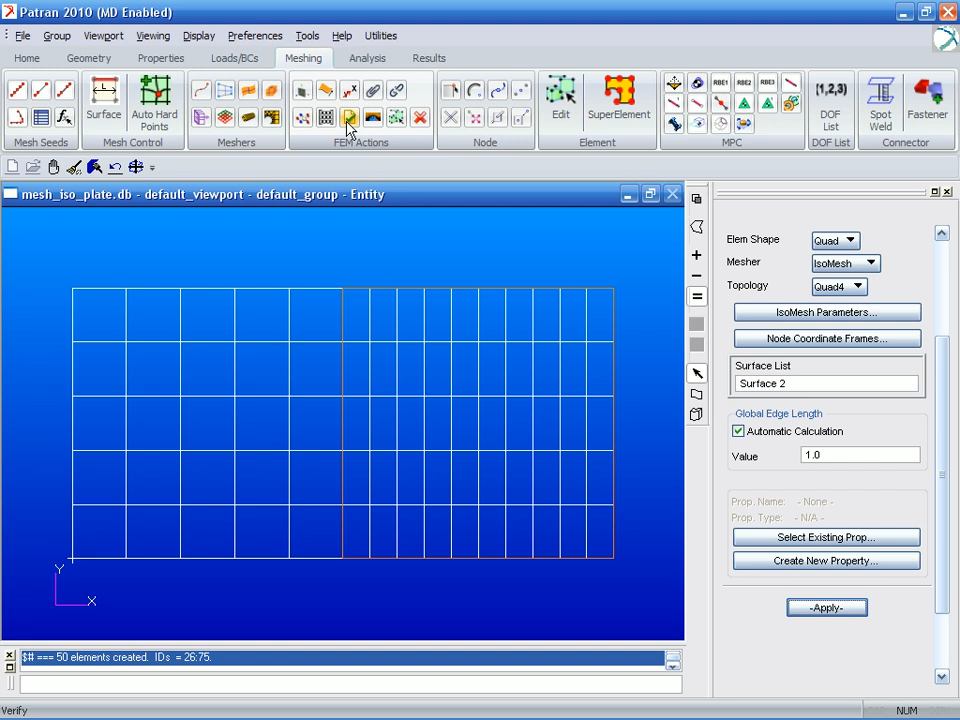 Patran 2010 (MD Enabled)
File Group Viewport Viewing Display Preferences Tools Help Utilities
Home Geometry Properties Loads/BCs Meshing Analysis Results
RBE1 RBE2 RBE3
(1,2,3)
Surface Auto Hard Points Edit SuperElement DOF List Spot Weld Fastener
Mesh Seeds Mesh Control Meshers FEM Actions Node Element MPC DOF List Connector
mesh_iso_plate.db - default_viewport - default_group - Entity
Elem Shape Quad
Mesher IsoMesh
Topology Quad4
IsoMesh Parameters...
Node Coordinate Frames...
Surface List
Surface 2
Global Edge Length
Automatic Calculation
Value 1.0
Prop. Name: - None -
Prop. Type: - N/A -
Select Existing Prop...
Create New Property...
-Apply-
Y
X
$# === 50 elements created. IDs = 26:75.
Verify NUM